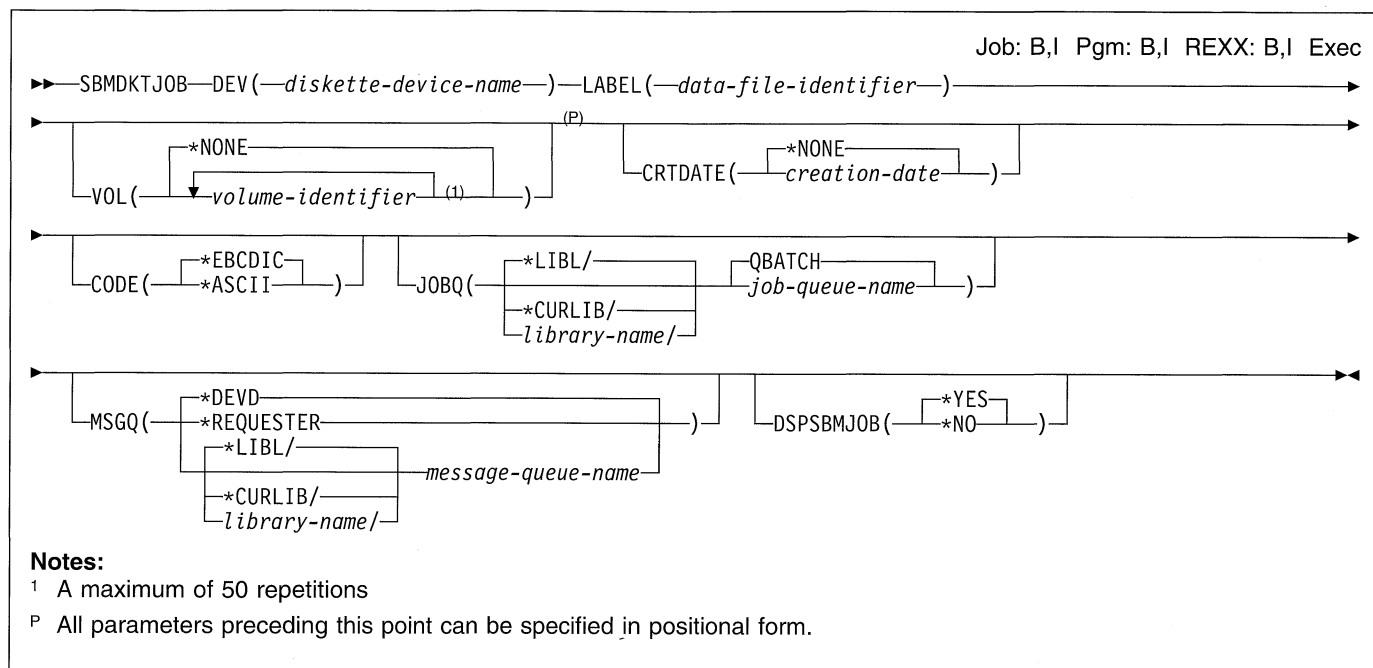 Job: B,I Pgm: B,I REXX: B,I Exec
SBMDKTJOB DEV( diskette-device-name ) LABEL( data-file-identifier )
(P)
*NONE
VOL( volume-identifier (1) )
*NONE
CRTDATE( creation-date )
*EBCDIC
CODE( *ASCII )
*LIBL/ QBATCH
JOBQ( job-queue-name )
*CURLIB/
library-name/
*DEVD
MSGQ( *REQUESTER )
*LIBL/
message-queue-name
*CURLIB/
library-name/
*YES
DSPSBMJOB( *NO )
Notes:
1 A maximum of 50 repetitions
P All parameters preceding this point can be specified in positional form.